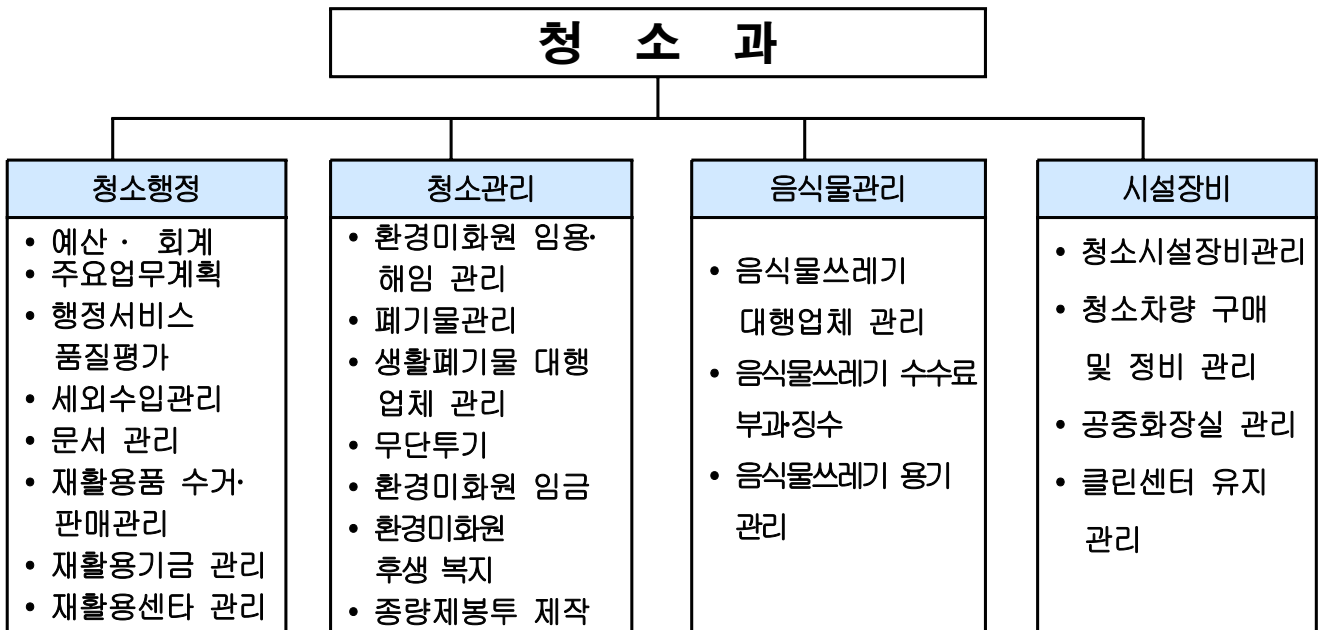 청 소 과
청소행정
• 예산 · 회계
• 주요업무계획
• 행정서비스
품질평가
• 세외수입관리
• 문서 관리
• 재활용품 수거·
판매관리
• 재활용기금 관리
• 재활용센타 관리
청소관리
• 환경미화원 임용·
해임 관리
• 폐기물관리
• 생활폐기물 대행
업체 관리
• 무단투기
• 환경미화원 임금
• 환경미화원
후생 복지
• 종량제봉투 제작
음식물관리
• 음식물쓰레기
대행업체 관리
• 음식물쓰레기 수수료
부과·징수
• 음식물쓰레기 용기
관리
시설장비
• 청소시설장비관리
• 청소차량 구매
및 정비 관리
• 공중화장실 관리
• 클린센터 유지
관리